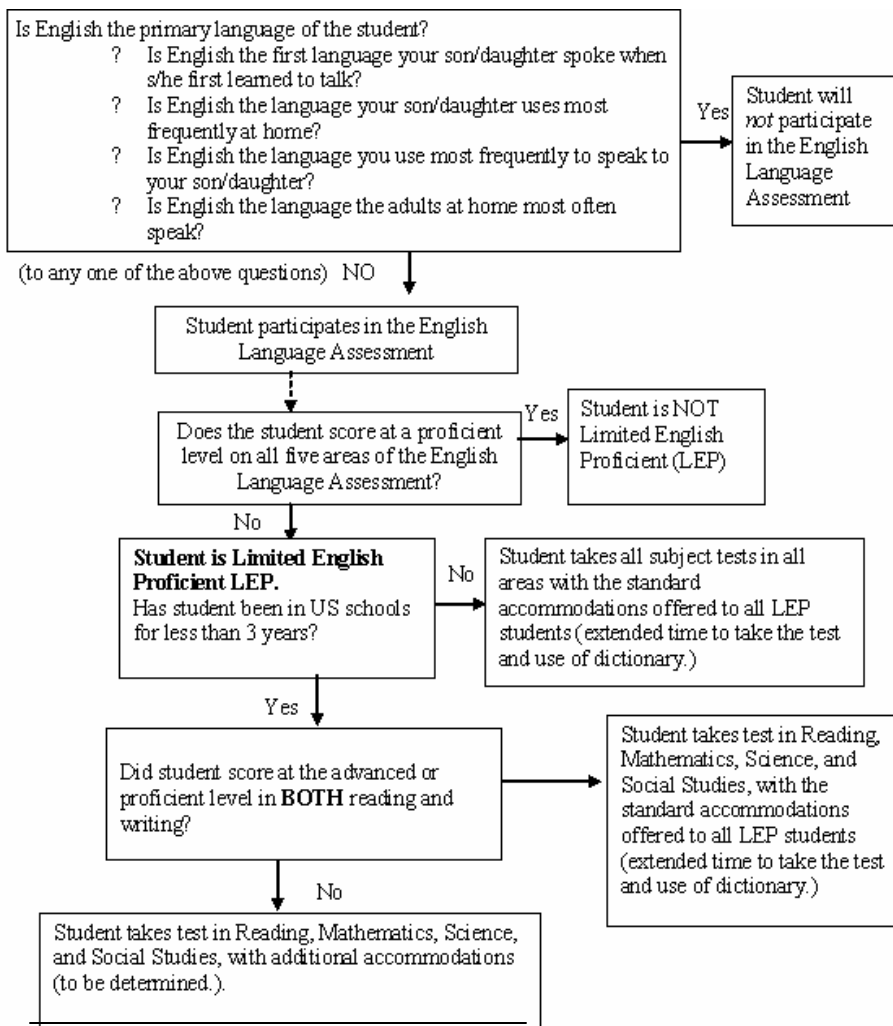 Is English the primary language of the student?
? Is English the first language your son/daughter spoke when
s/he first learned to talk?
? Is English the language your son/daughter uses most
frequently at home?
? Is English the language you use most frequently to speak to
your son/daughter?
? Is English the language the adults at home most often
speak?
Yes
Student will
not participate
in the English
Language
Assessment
(to any one of the above questions) NO
Student participates in the English
Language Assessment
Does the student score at a proficient
level on all five areas of the English
Language Assessment?
Yes
Student is NOT
Limited English
Proficient (LEP)
No
Student is Limited English
Proficient LEP.
Has student been in US schools
for less than 3 years?
No
Student takes all subject tests in all
areas with the standard
accommodations offered to all LEP
students (extended time to take the test
and use of dictionary.)
Yes
Did student score at the advanced or
proficient level in BOTH reading and
writing?
Student takes test in Reading,
Mathematics, Science, and
Social Studies, with the
standard accommodations
offered to all LEP students
(extended time to take the test
and use of dictionary.)
No
Student takes test in Reading, Mathematics, Science,
and Social Studies, with additional accommodations
(to be determined.).